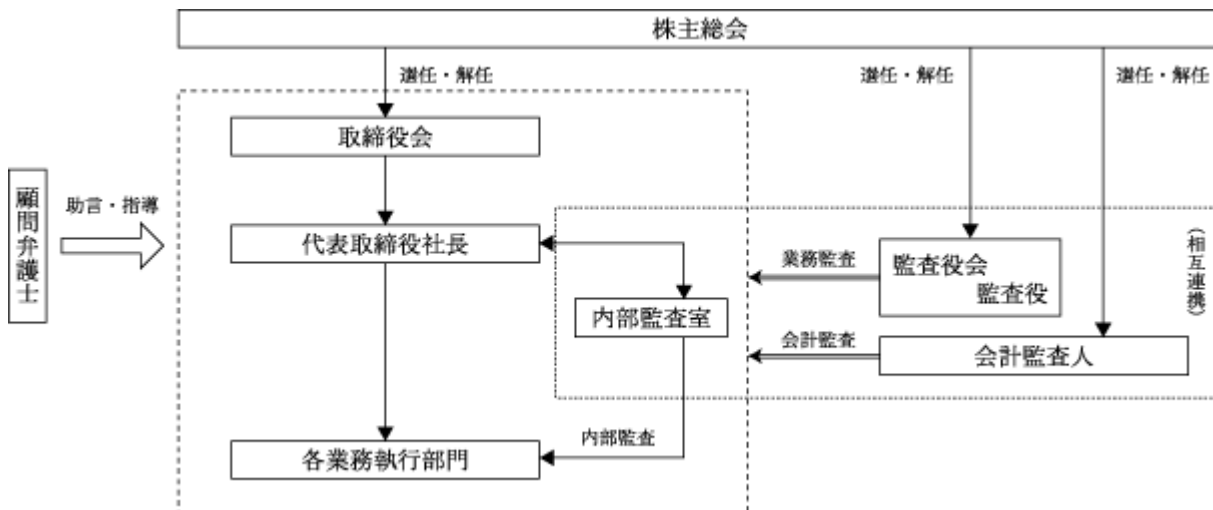 株主総会
選任・解任
選任・解任
選任・解任
取締役会
顧問弁護士
助言・指導
代表取締役社長
業務監査
監査役会
監査役
（相互連携）
内部監査室
会計監査
会計監査人
内部監査
各業務執行部門